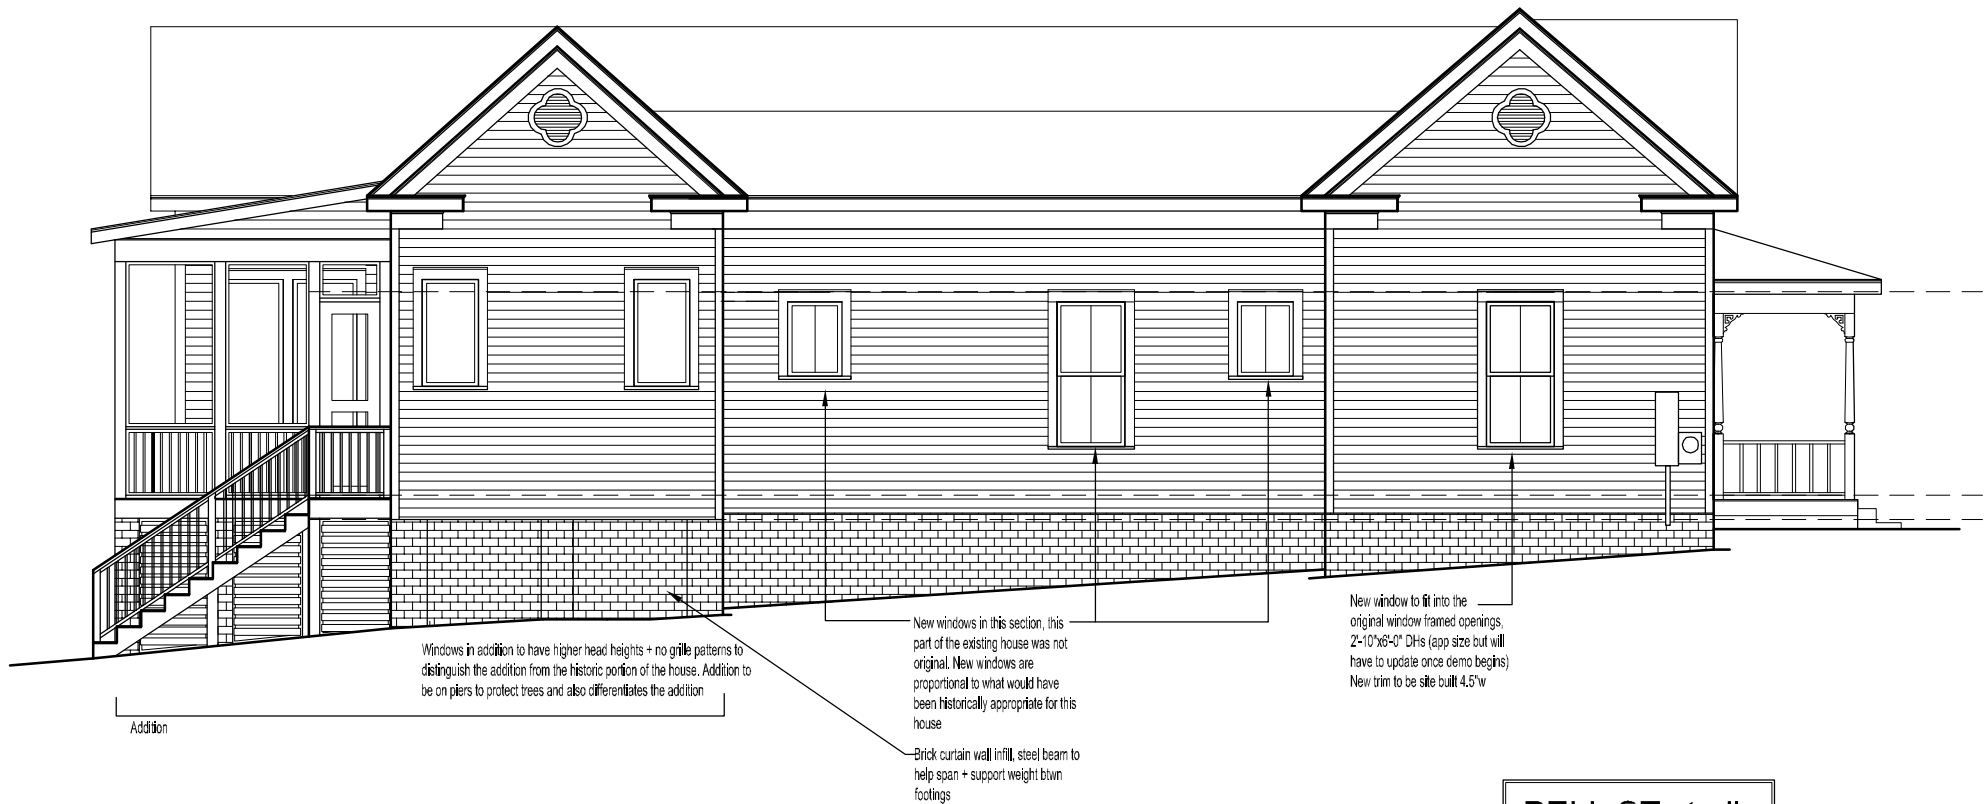 Windows in addition to have higher head heights + no grille patterns to
distinguish the addition from the historic portion of the house. Addition to
be on piers to protect trees and also differentiates the addition
Addition
New windows in this section, this
part of the existing house was not
original. New windows are
proportional to what would have
been historically appropriate for this
house
Brick curtain wall infill, steel beam to
help span + support weight btwn
footings
New window to fit into the
original window framed openings,
2'-10"x6'-0" DHs (app size but will
have to update once demo begins)
New trim to be site built 4.5"w